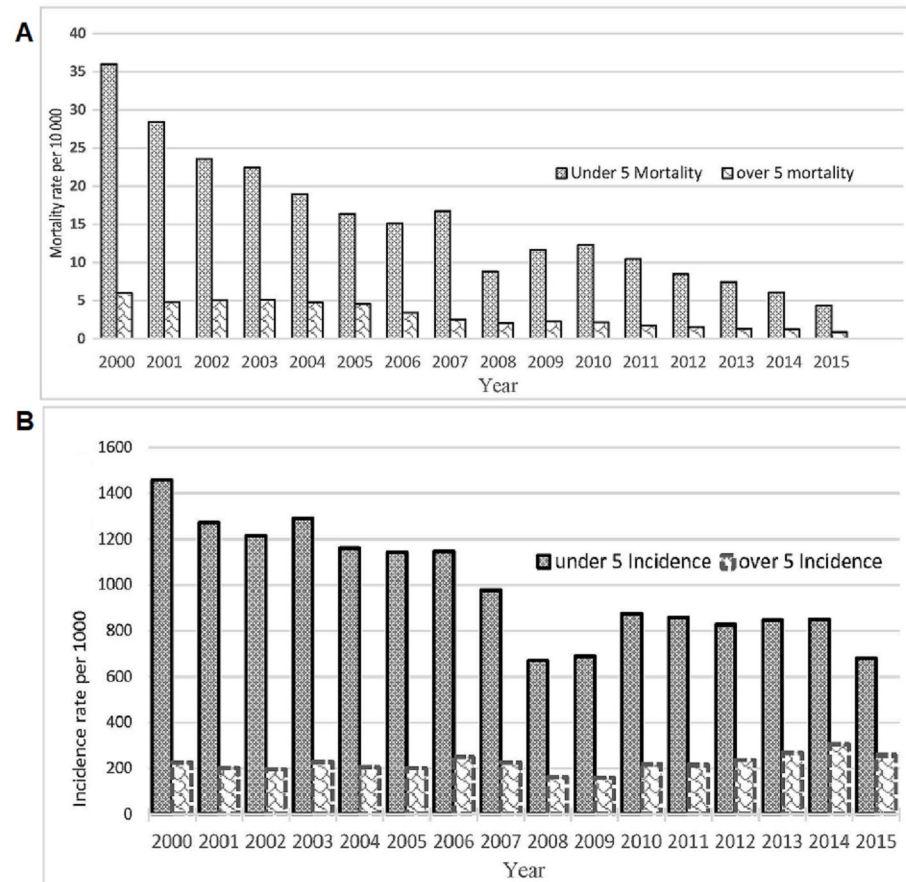 A
40
35
30
25
20
15
10
5
0
Mortality rate per 10 000
Under 5 Mortality over 5 mortality
2000 2001 2002 2003 2004 2005 2006 2007 2008 2009 2010 2011 2012 2013 2014 2015
Year
B
1600
1400
1200
1000
800
600
400
200
0
Incidence rate per 1000
under 5 Incidence over 5 Incidence
2000 2001 2002 2003 2004 2005 2006 2007 2008 2009 2010 2011 2012 2013 2014 2015
Year